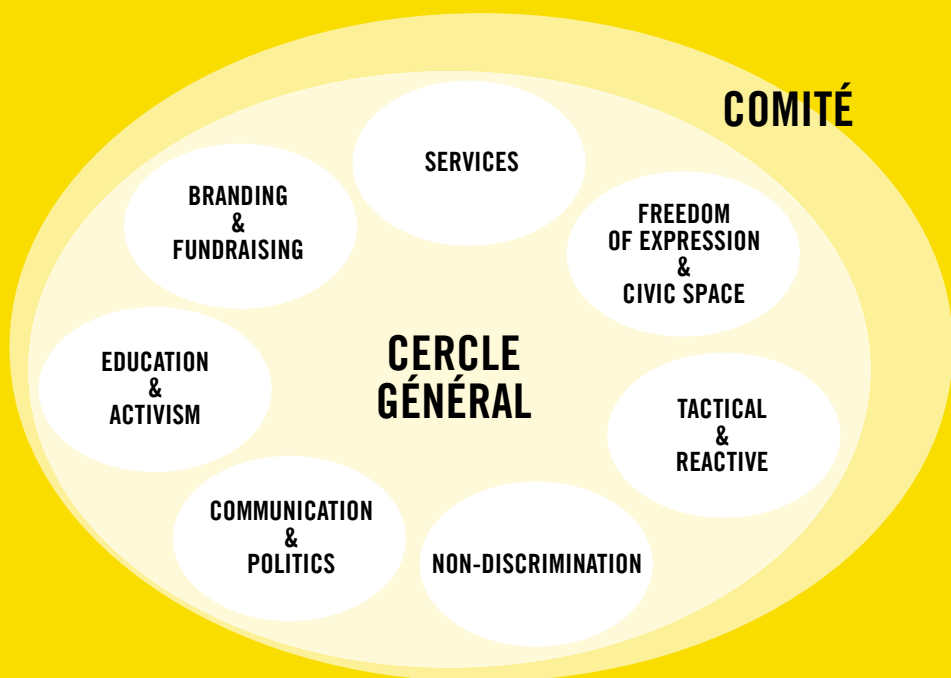 COMITÉ
SERVICES
BRANDING
&
FUNDRAISING
FREEDOM
OF EXPRESSION
&
CIVIC SPACE
CERCLE
GÉNÉRAL
EDUCATION
&
ACTIVISM
TACTICAL
&
REACTIVE
COMMUNICATION
&
POLITICS
NON-DISCRIMINATION